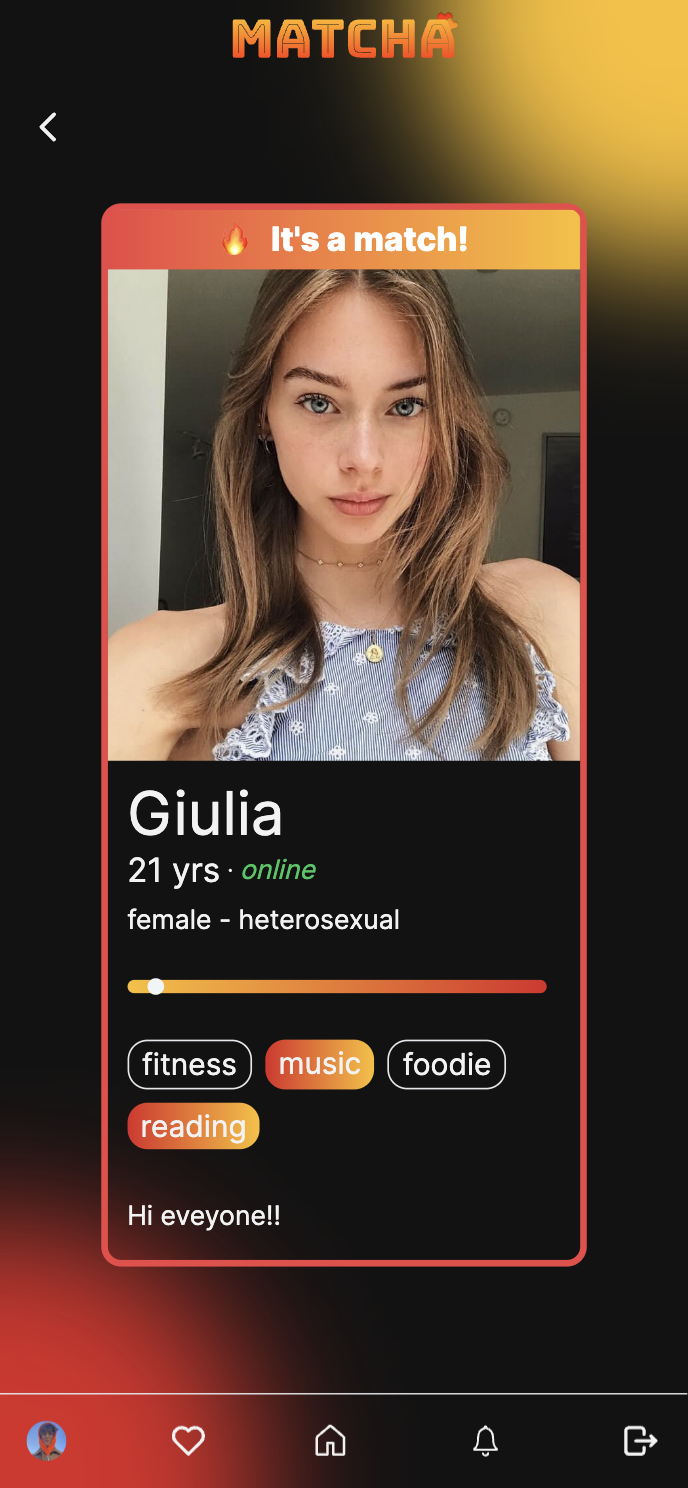 MATCHA
It's a match!
Giulia
21 yrs · online
female - heterosexual
fitness music foodie
reading
Hi eveyone!!